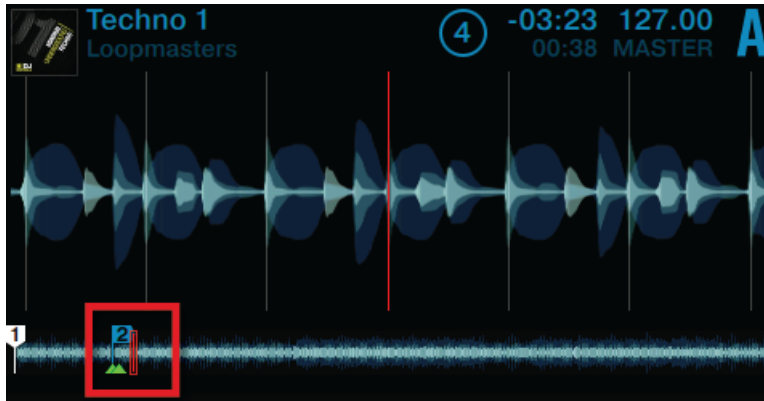 Techno 1
Loopmasters
4
-03:23 127.00
00:38 MASTER
A
1
2